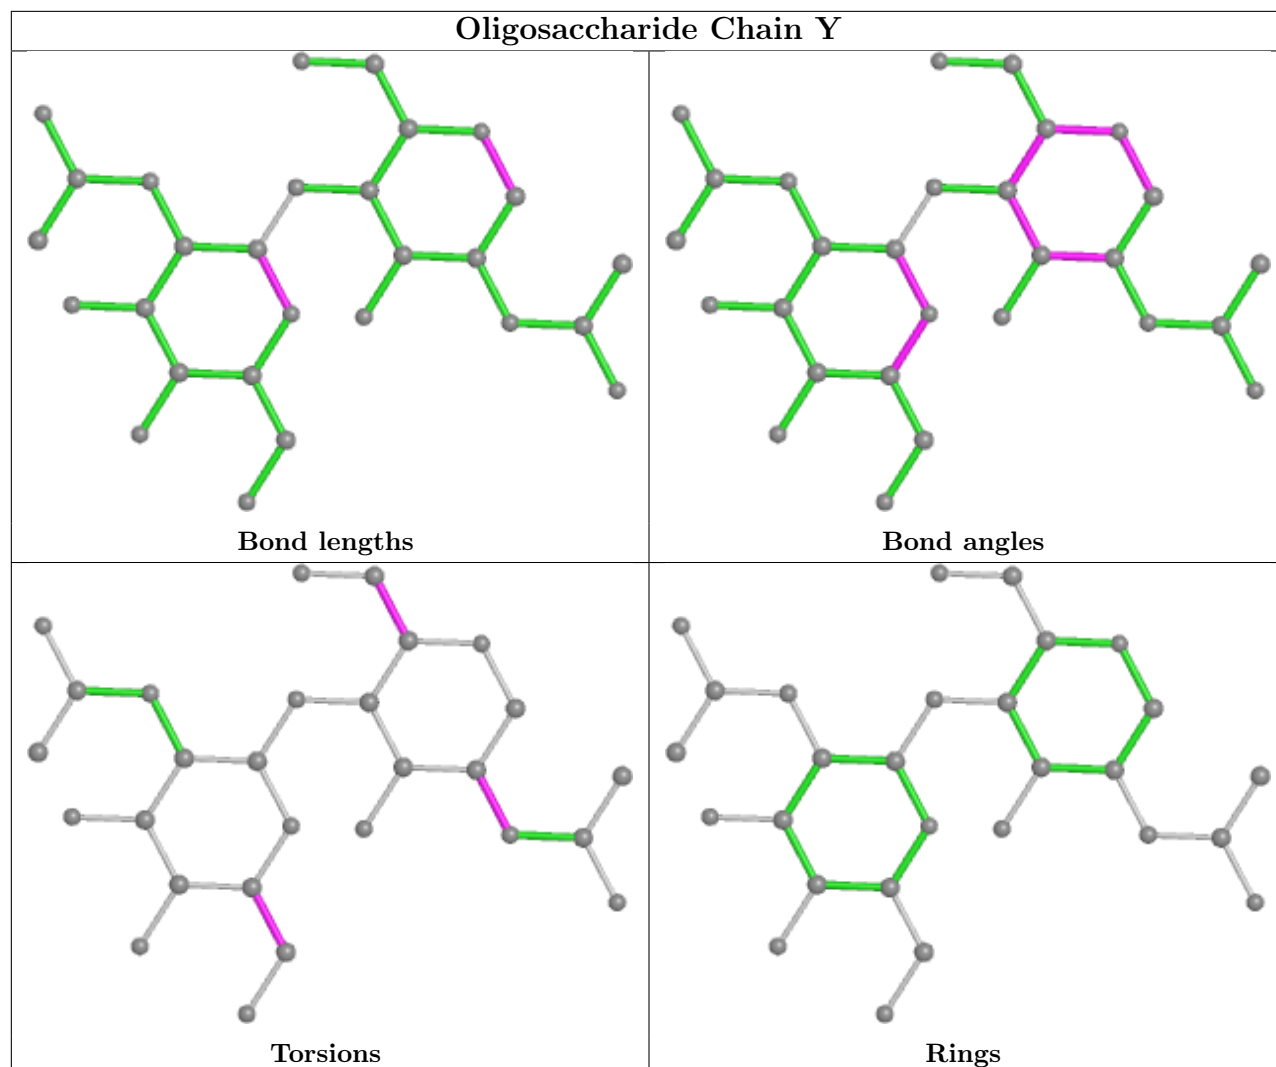 Oligosaccharide Chain Y
Bond lengths
Bond angles
Torsions
Rings